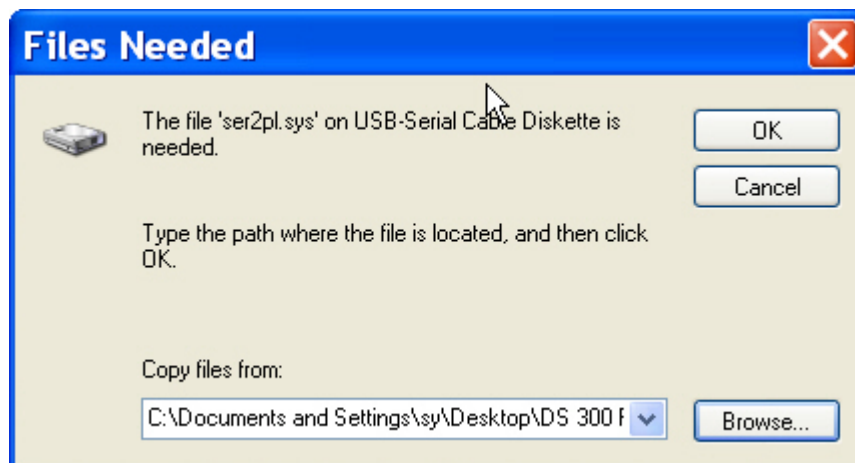 Files Needed
The file 'ser2pl.sys' on USB-Serial Cable Diskette is
needed.
OK
Cancel
Type the path where the file is located, and then click
OK.
Copy files from:
C:\Documents and Settings\sy\Desktop\DS 300 F
Browse...